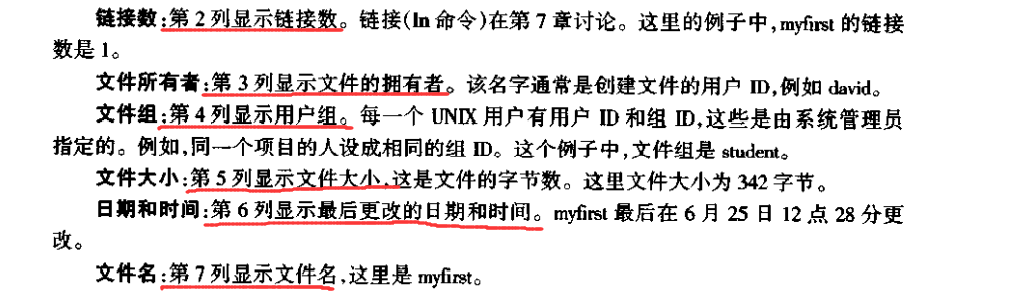 链接数:第 2 列显示链接数。链接(ln 命令)在第 7 章讨论。这里的例子中,myfirst 的链接
数是 1。
文件所有者:第 3 列显示文件的拥有者。该名字通常是创建文件的用户 ID,例如 david。
文件组:第 4 列显示用户组。每一个 UNIX 用户有用户 ID 和组 ID,这些是由系统管理员
指定的。例如,同一个项目的人设成相同的组 ID。这个例子中,文件组是 student。
文件大小:第 5 列显示文件大小,这是文件的字节数。这里文件大小为 342 字节。
日期和时间:第 6 列显示最后更改的日期和时间。myfirst 最后在 6 月 25 日 12 点 28 分更
改。
文件名:第 7 列显示文件名,这里是 myfirst。